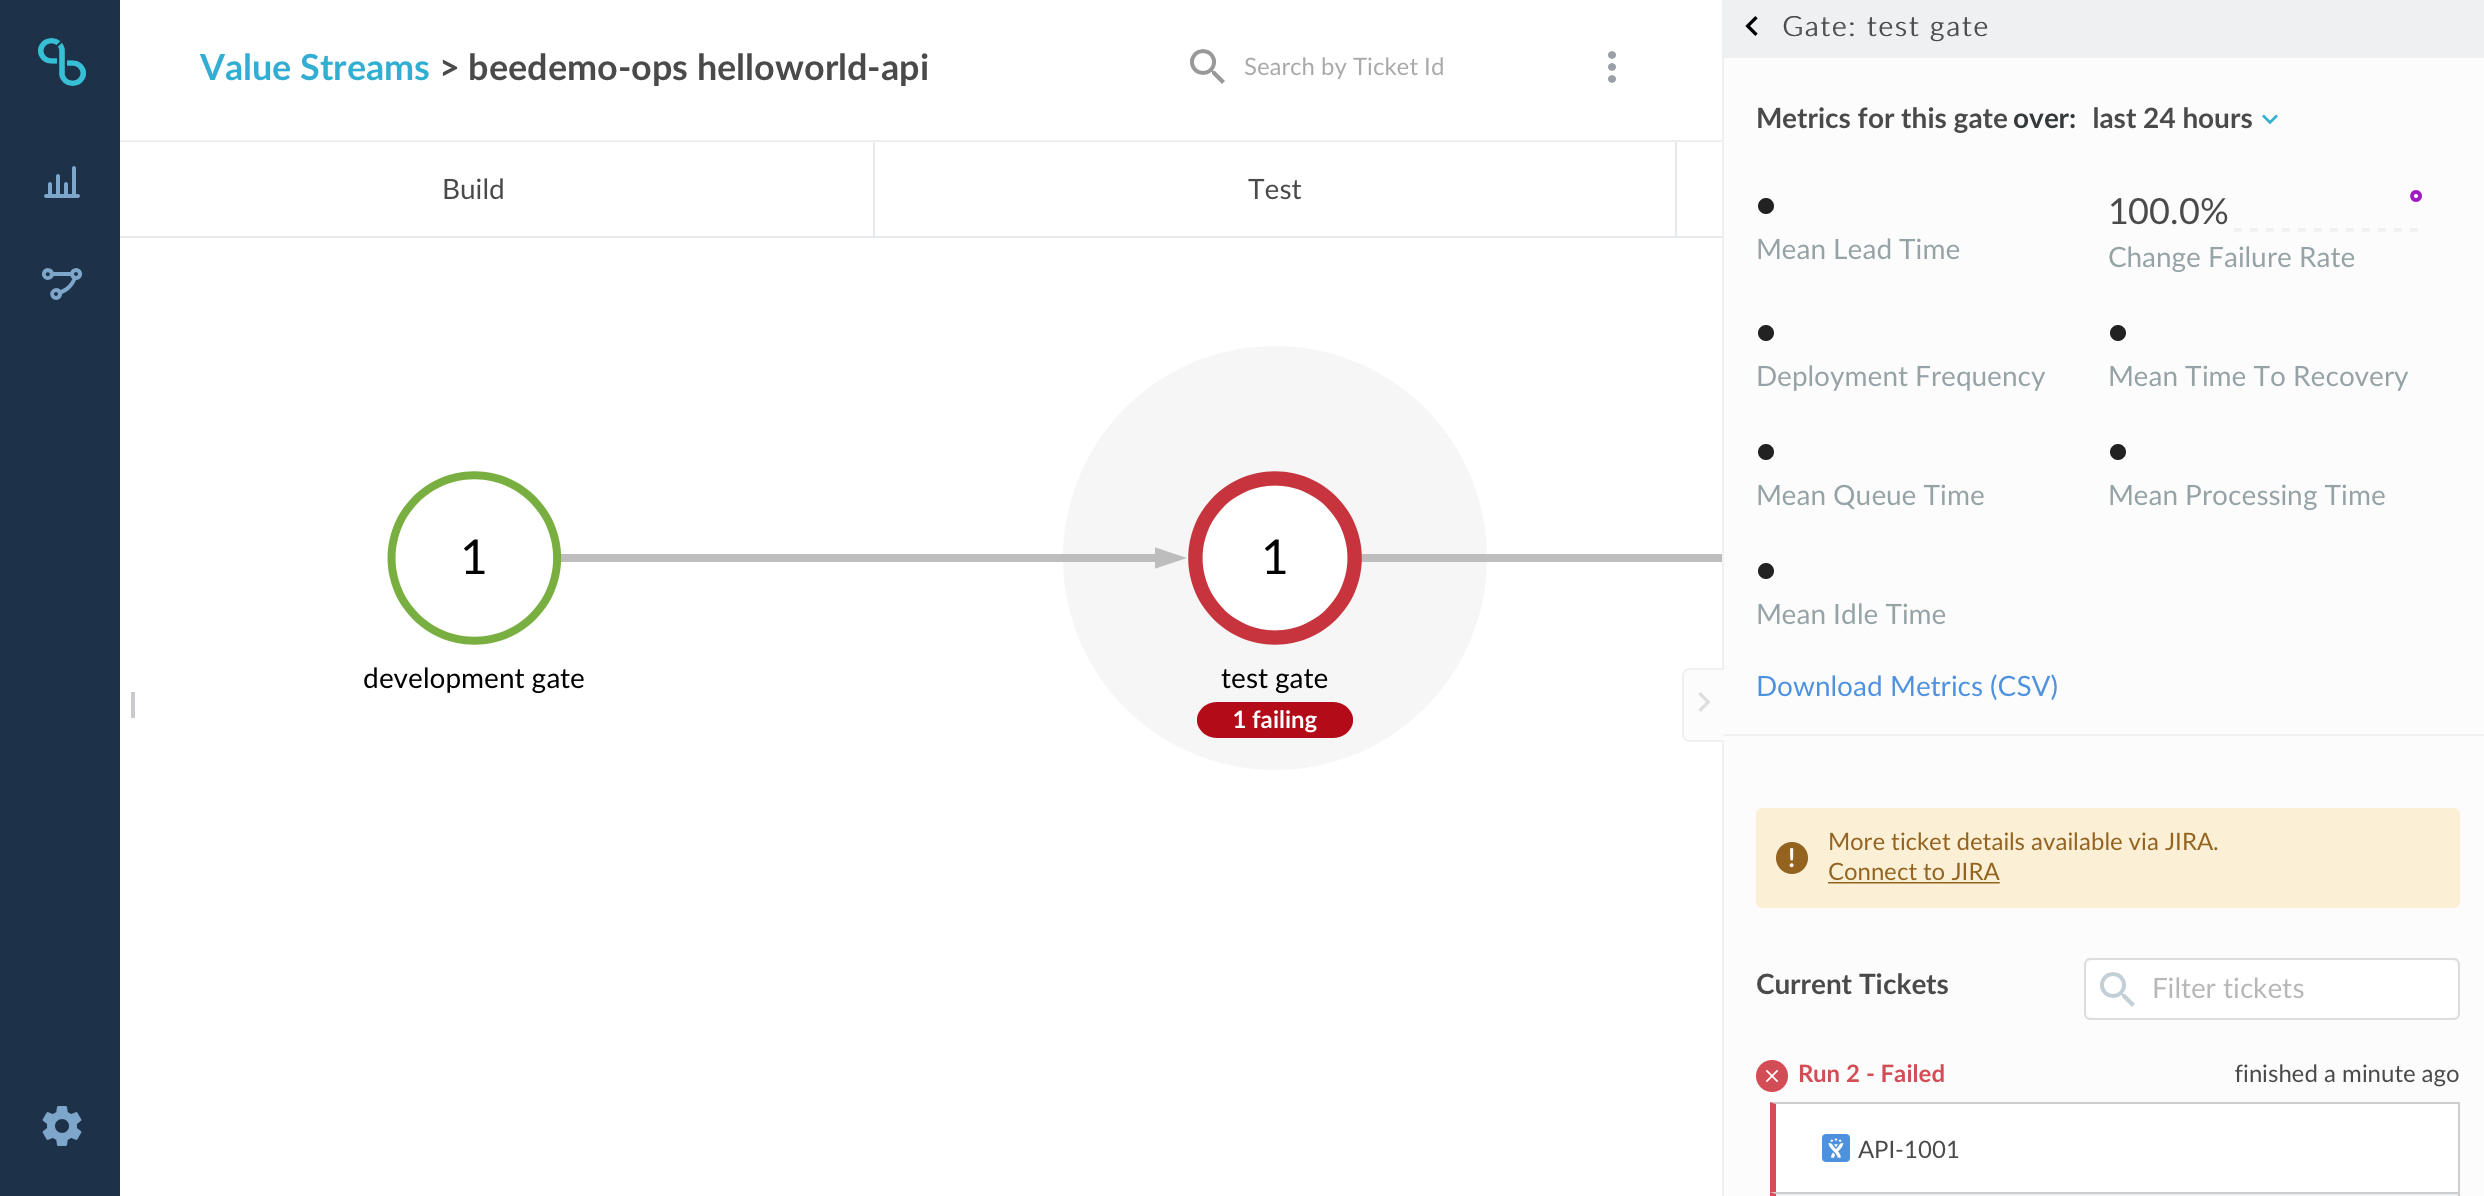 Value Streams > beedemo-ops helloworld-api
Search by Ticket Id
Build
Test
1
development gate
1
test gate
1 failing
Gate: test gate
Metrics for this gate over: last 24 hours
Mean Lead Time
100.0%
Change Failure Rate
Deployment Frequency
Mean Time To Recovery
Mean Queue Time
Mean Processing Time
Mean Idle Time
Download Metrics (CSV)
More ticket details available via JIRA.
Connect to JIRA
Current Tickets
Filter tickets
Run 2 - Failed
finished a minute ago
API-1001